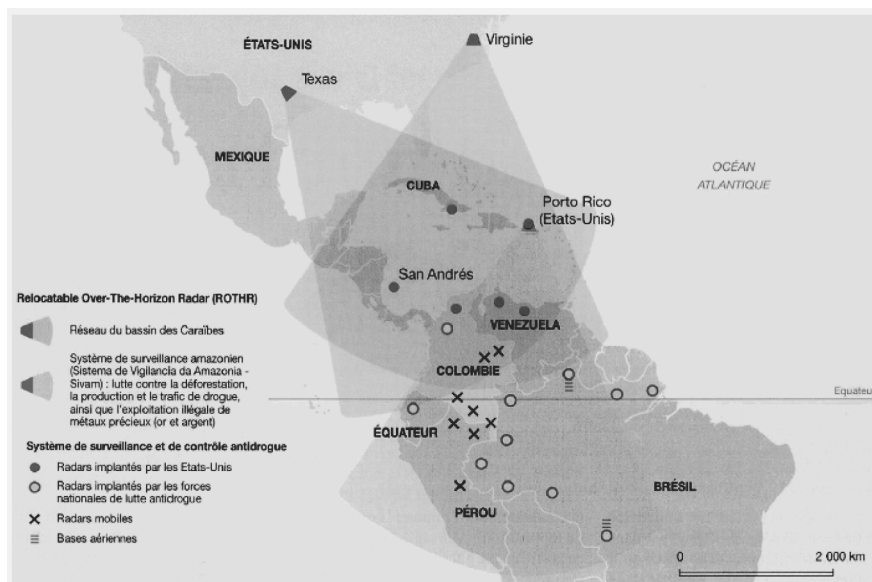 Virginie
ÉTATS-UNIS
Texas
OCÉAN
ATLANTIQUE
MEXIQUE
CUBA
Porto Rico
(Etats-Unis)
San Andrés
Relocatable Over-The-Horizon Radar (ROTHR)
Réseau du bassin des Caraïbes
VENEZUELA
Système de surveillance amazonien
(Sistema de Vigilancia da Amazonia -
Sivam) : lutte contre la déforestation,
la production et le trafic de drogue,
ainsi que l'exploitation illégale de
métaux précieux (or et argent)
COLOMBIE
Equateur
ÉQUATEUR
Système de surveillance et de contrôle antidrogue
Radars implantés par les Etats-Unis
Radars implantés par les forces
nationales de lutte antidrogue
Radars mobiles
Bases aériennes
BRÉSIL
PÉROU
0 2 000 km